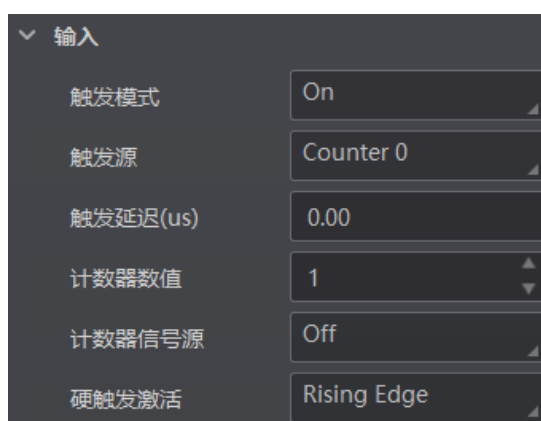 输入
触发模式 On
触发源 Counter 0
触发延迟(us) 0.00
计数器数值 1
计数器信号源 Off
硬触发激活 Rising Edge